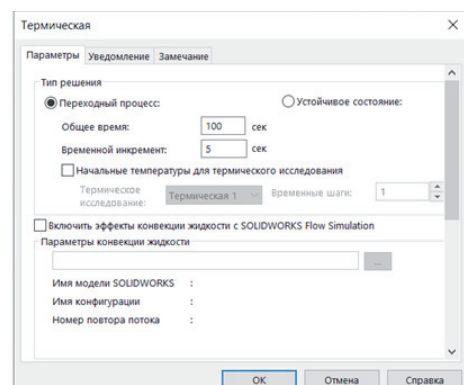 Термическая
Параметры Уведомление Замечание
Тип решения
Переходный процесс: Устойчивое состояние:
Общее время: 100 сек
Временной инкремент: 5 сек
Начальные температуры для термического исследования
Термическое исследование: Термическая 1 Временные шаги: 1
Включить эффекты конвекции жидкости с SOLIDWORKS Flow Simulation
Параметры конвекции жидкости
...
Имя модели SOLIDWORKS :
Имя конфигурации :
Номер повтора потока :
OK Отмена Справка